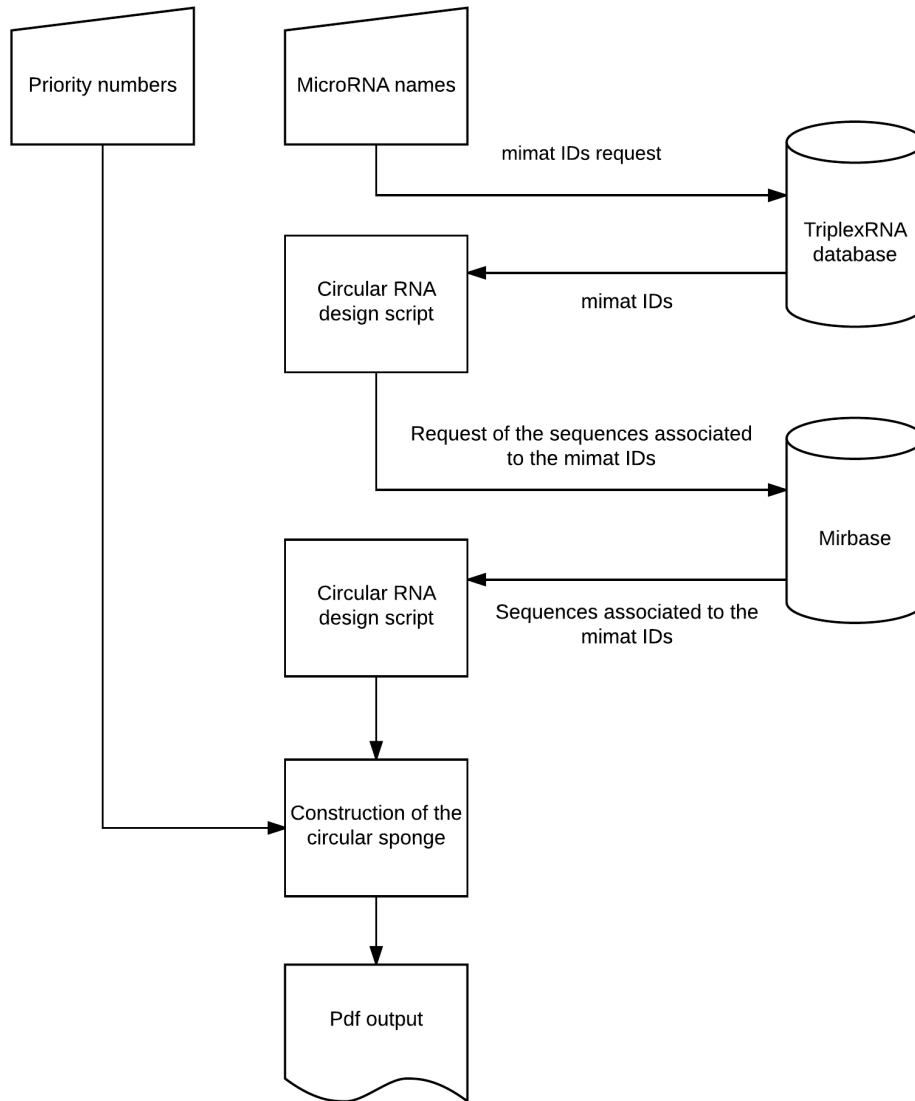 Priority numbers
MicroRNA names
mimat IDs request
TriplexRNA
database
Circular RNA
design script
mimat IDs
Request of the sequences associated
to the mimat IDs
Mirbase
Circular RNA
design script
Sequences associated to the
mimat IDs
Construction of the
circular sponge
Pdf output